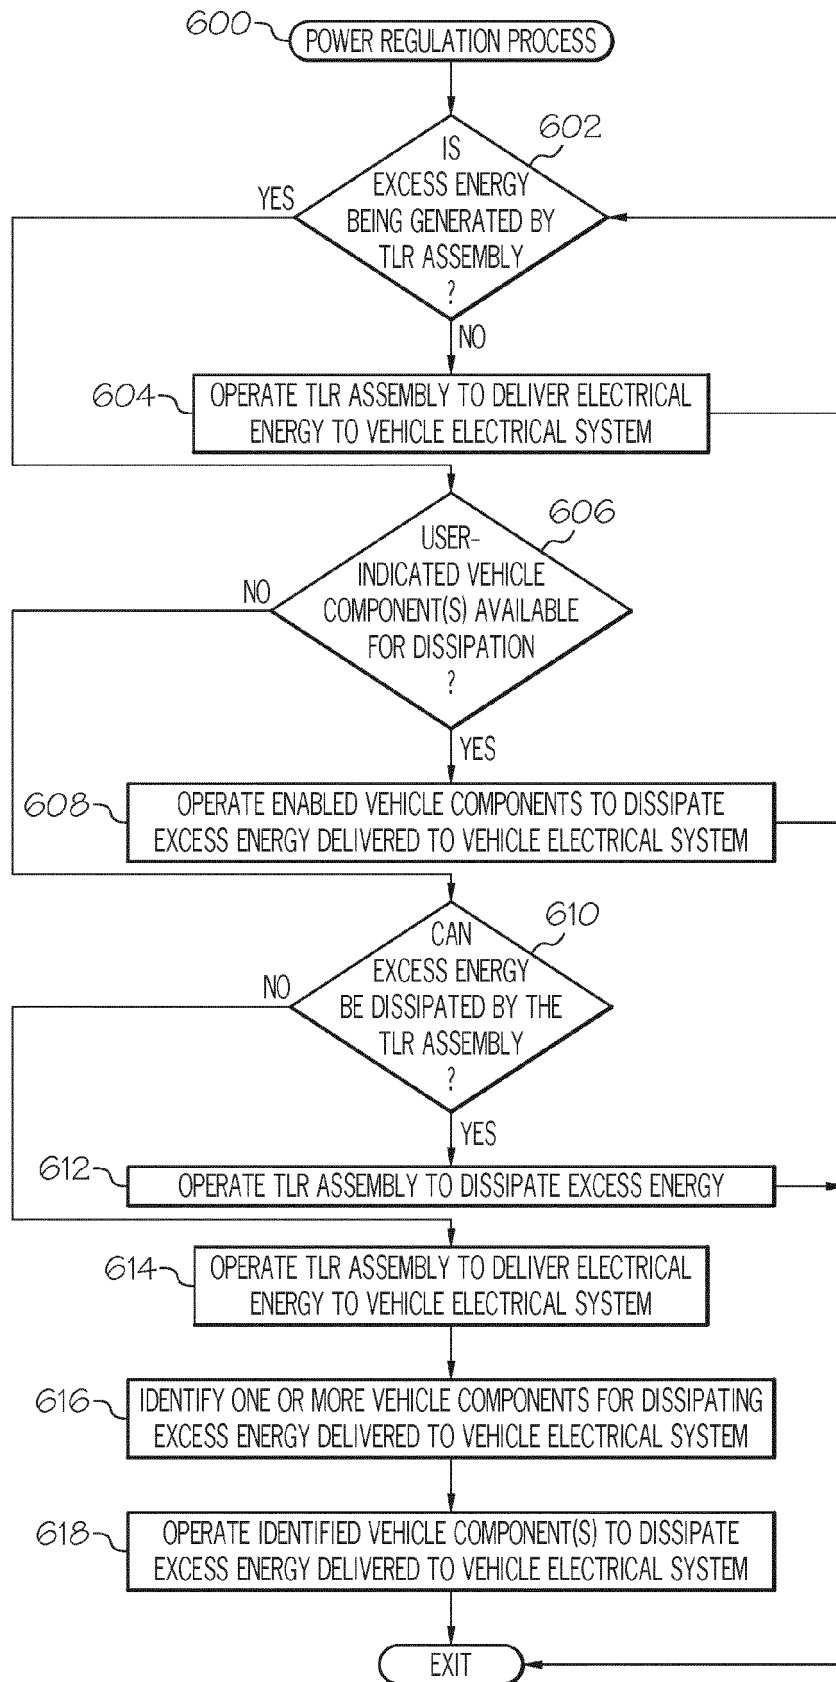 600
POWER REGULATION PROCESS
602
IS
EXCESS ENERGY
BEING GENERATED BY
TLR ASSEMBLY
?
YES
NO
604
OPERATE TLR ASSEMBLY TO DELIVER ELECTRICAL
ENERGY TO VEHICLE ELECTRICAL SYSTEM
606
USER-
INDICATED VEHICLE
COMPONENT(S) AVAILABLE
FOR DISSIPATION
?
NO
YES
608
OPERATE ENABLED VEHICLE COMPONENTS TO DISSIPATE
EXCESS ENERGY DELIVERED TO VEHICLE ELECTRICAL SYSTEM
610
CAN
EXCESS ENERGY
BE DISSIPATED BY THE
TLR ASSEMBLY
?
NO
YES
612
OPERATE TLR ASSEMBLY TO DISSIPATE EXCESS ENERGY
614
OPERATE TLR ASSEMBLY TO DELIVER ELECTRICAL
ENERGY TO VEHICLE ELECTRICAL SYSTEM
616
IDENTIFY ONE OR MORE VEHICLE COMPONENTS FOR DISSIPATING
EXCESS ENERGY DELIVERED TO VEHICLE ELECTRICAL SYSTEM
618
OPERATE IDENTIFIED VEHICLE COMPONENT(S) TO DISSIPATE
EXCESS ENERGY DELIVERED TO VEHICLE ELECTRICAL SYSTEM
EXIT